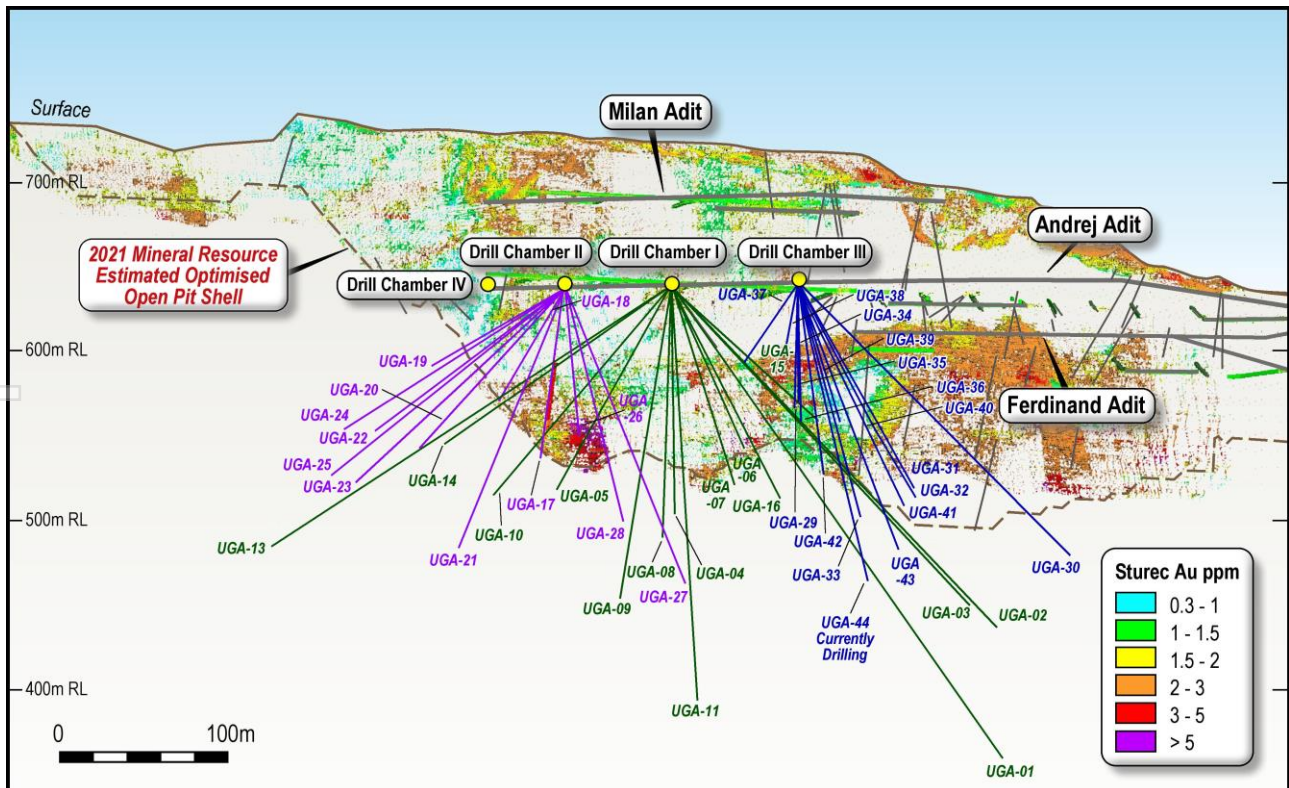 Surface
Milan Adit
700m RL
Andrej Adit
2021 Mineral Resource
Estimated Optimised
Open Pit Shell
Drill Chamber II
Drill Chamber I
Drill Chamber III
Drill Chamber IV
UGA-18
UGA-37
UGA-38
UGA-34
600m RL
UGA-
15
UGA-39
UGA-19
UGA-35
UGA-20
UGA-36
UGA
-26
UGA-24
UGA-40
Ferdinand Adit
UGA-22
UGA-25
UGA-31
UGA
-06
UGA-23
UGA-14
UGA-32
UGA
07
UGA-05
UGA-17
UGA-16
UGA-41
500m RL
UGA-29
UGA-10
UGA-28
UGA-42
UGA-13
UGA-21
UGA
-43
UGA-30
UGA-08
UGA-04
UGA-33
UGA-27
UGA-09
UGA-03
UGA-02
UGA-44
Currently
Drilling
400m RL
UGA-11
0
100m
UGA-01
Sturec Au ppm
0.3 - 1
1 - 1.5
1.5 - 2
2 - 3
3 - 5
> 5